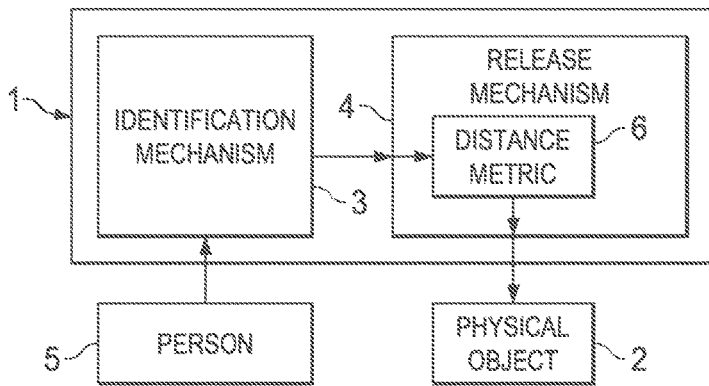 1
IDENTIFICATION
MECHANISM
3
RELEASE
MECHANISM
4
6
DISTANCE
METRIC
5
PERSON
PHYSICAL
OBJECT
2